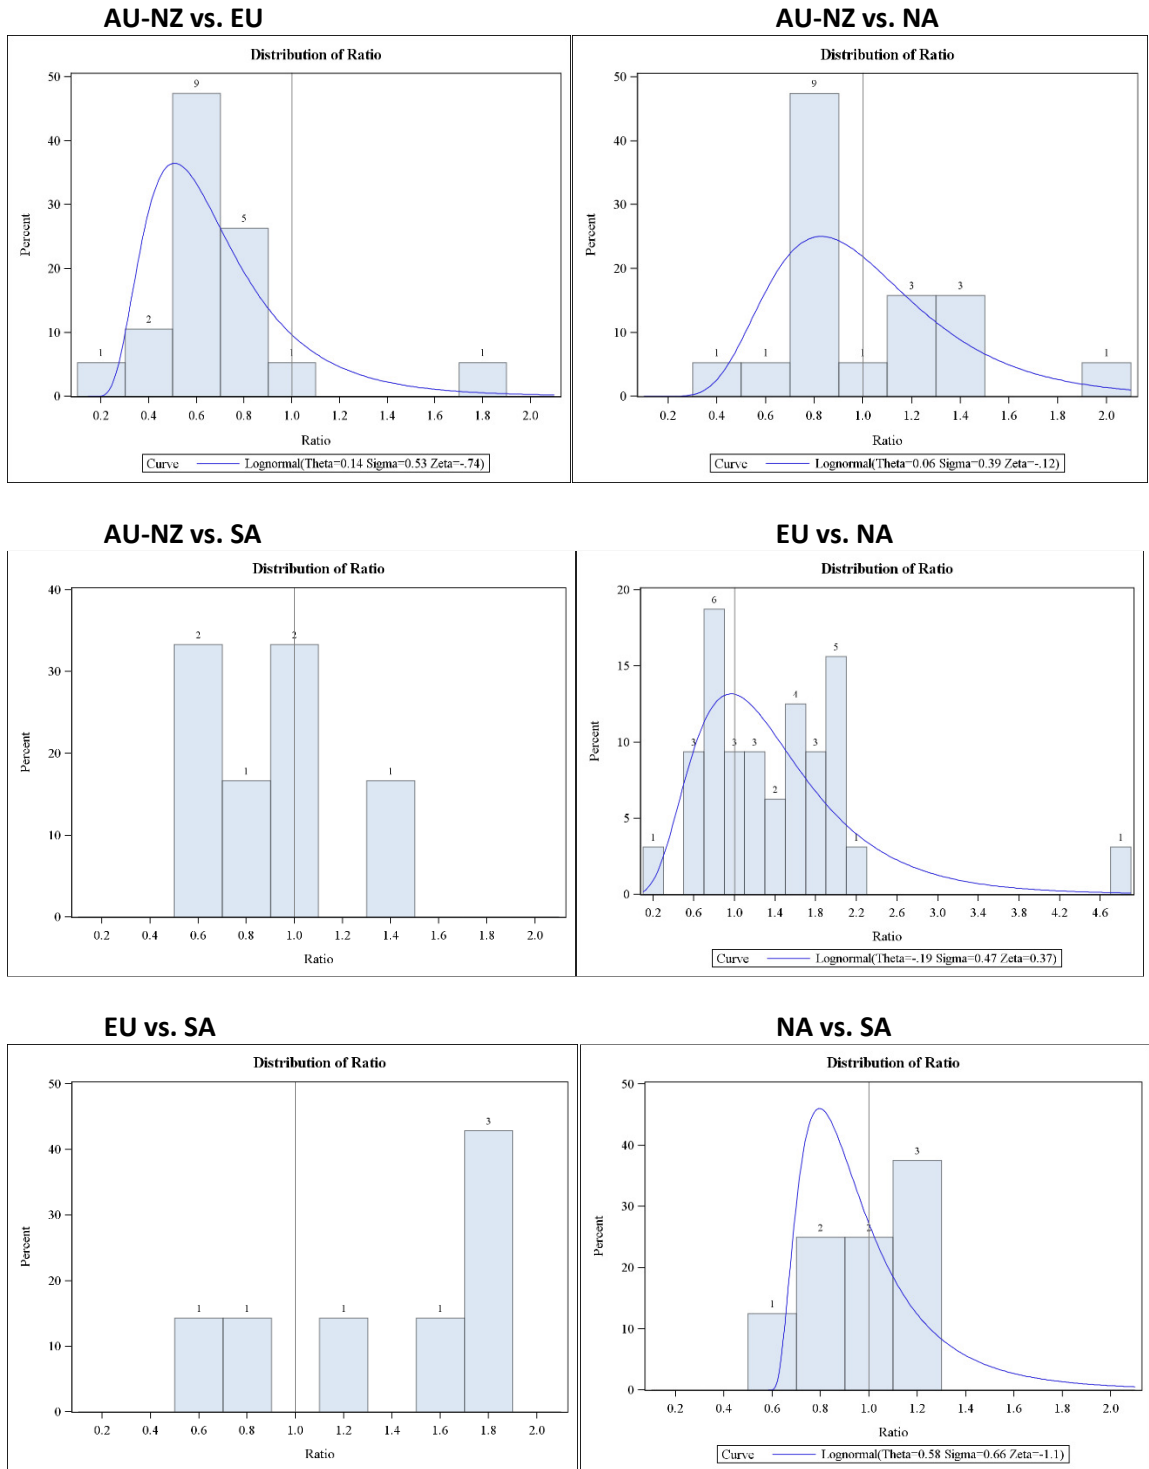 AU-NZ vs. EU
AU-NZ vs. NA
Distribution of Ratio
50
40
30
20
10
0
Percent
1
2
9
5
1
1
0.2 0.4 0.6 0.8 1.0 1.2 1.4 1.6 1.8 2.0
Ratio
Curve Lognormal(Theta=0.14 Sigma=0.53 Zeta=-.74)
Distribution of Ratio
50
40
30
20
10
0
Percent
1
1
9
1
3
3
1
0.2 0.4 0.6 0.8 1.0 1.2 1.4 1.6 1.8 2.0
Ratio
Curve Lognormal(Theta=0.06 Sigma=0.39 Zeta=-.12)
AU-NZ vs. SA
EU vs. NA
Distribution of Ratio
40
30
20
10
0
Percent
2
1
2
1
0.2 0.4 0.6 0.8 1.0 1.2 1.4 1.6 1.8 2.0
Ratio
Distribution of Ratio
20
15
10
5
0
Percent
1
3
6
3
3
2
4
3
5
1
1
0.2 0.6 1.0 1.4 1.8 2.2 2.6 3.0 3.4 3.8 4.2 4.6
Ratio
Curve Lognormal(Theta=-.19 Sigma=0.47 Zeta=0.37)
EU vs. SA
NA vs. SA
Distribution of Ratio
50
40
30
20
10
0
Percent
1
1
1
1
3
0.2 0.4 0.6 0.8 1.0 1.2 1.4 1.6 1.8 2.0
Ratio
Distribution of Ratio
50
40
30
20
10
0
Percent
1
2
2
3
0.2 0.4 0.6 0.8 1.0 1.2 1.4 1.6 1.8 2.0
Ratio
Curve Lognormal(Theta=0.58 Sigma=0.66 Zeta=-1.1)